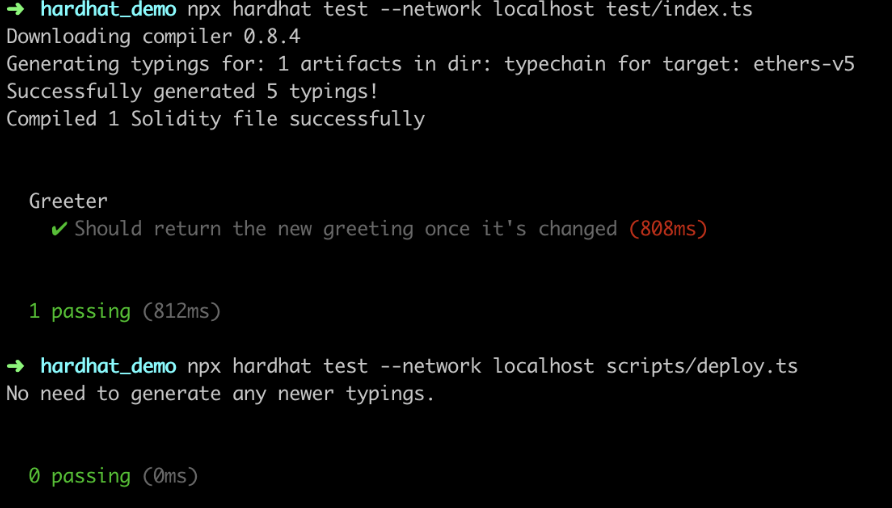 ➜ hardhat_demo npx hardhat test --network localhost test/index.ts
Downloading compiler 0.8.4
Generating typings for: 1 artifacts in dir: typechain for target: ethers-v5
Successfully generated 5 typings!
Compiled 1 Solidity file successfully
Greeter
✔ Should return the new greeting once it's changed (808ms)
1 passing (812ms)
➜ hardhat_demo npx hardhat test --network localhost scripts/deploy.ts
No need to generate any newer typings.
0 passing (0ms)